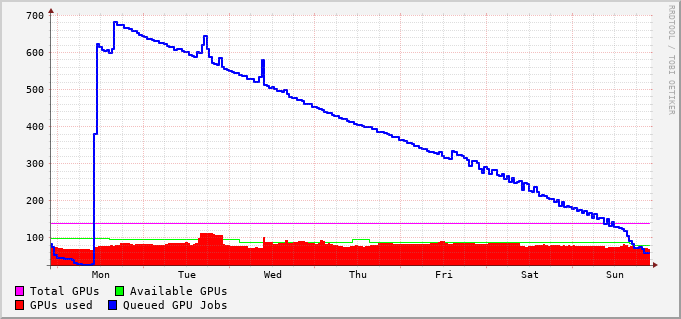 700
600
500
400
300
200
100
Mon Tue Wed Thu Fri Sat Sun
Total GPUs Available GPUs
GPUs used Queued GPU Jobs
RRDTOOL / TOBI OETIKER